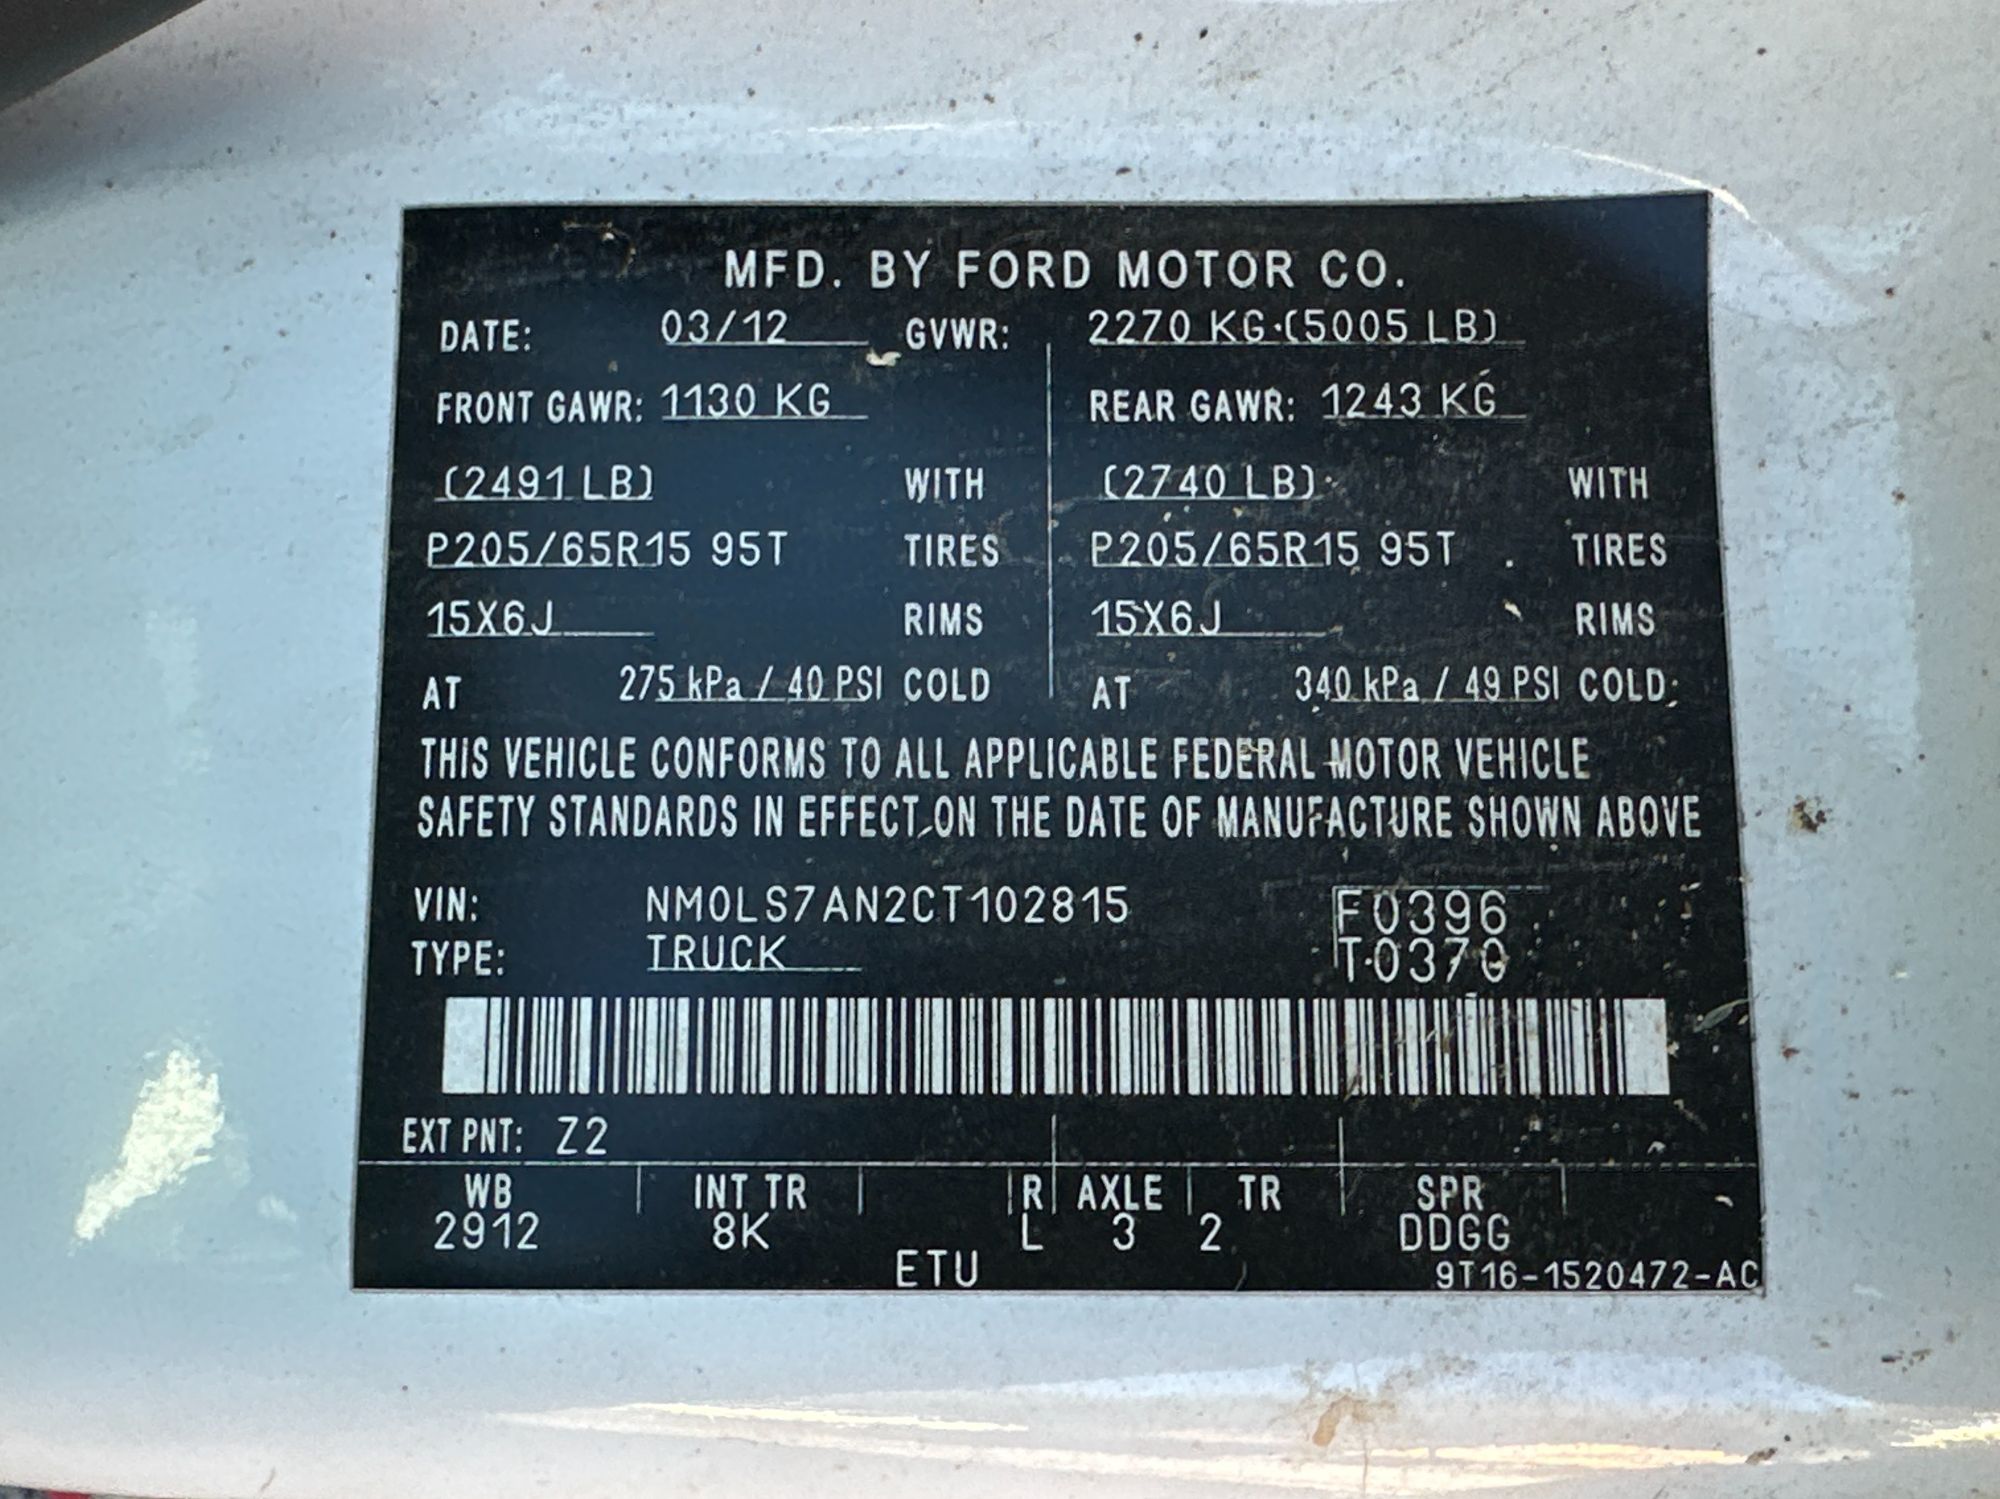 MFD. BY FORD MOTOR CO.
DATE: 03/12 GVWR: 2270 KG (5005 LB)
FRONT GAWR: 1130 KG REAR GAWR: 1243 KG
(2491 LB) WITH (2740 LB) WITH
P205/65R15 95T TIRES P205/65R15 95T TIRES
15X6J RIMS 15X6J RIMS
AT 275 kPa / 40 PSI COLD AT 340 kPa / 49 PSI COLD
THIS VEHICLE CONFORMS TO ALL APPLICABLE FEDERAL MOTOR VEHICLE
SAFETY STANDARDS IN EFFECT ON THE DATE OF MANUFACTURE SHOWN ABOVE
VIN: NM0LS7AN2CT102815 F0396
TYPE: TRUCK T0370
EXT PNT: Z2
WB INT TR R AXLE TR SPR
2912 8K L 3 2 DDGG
ETU 9T16-1520472-AC